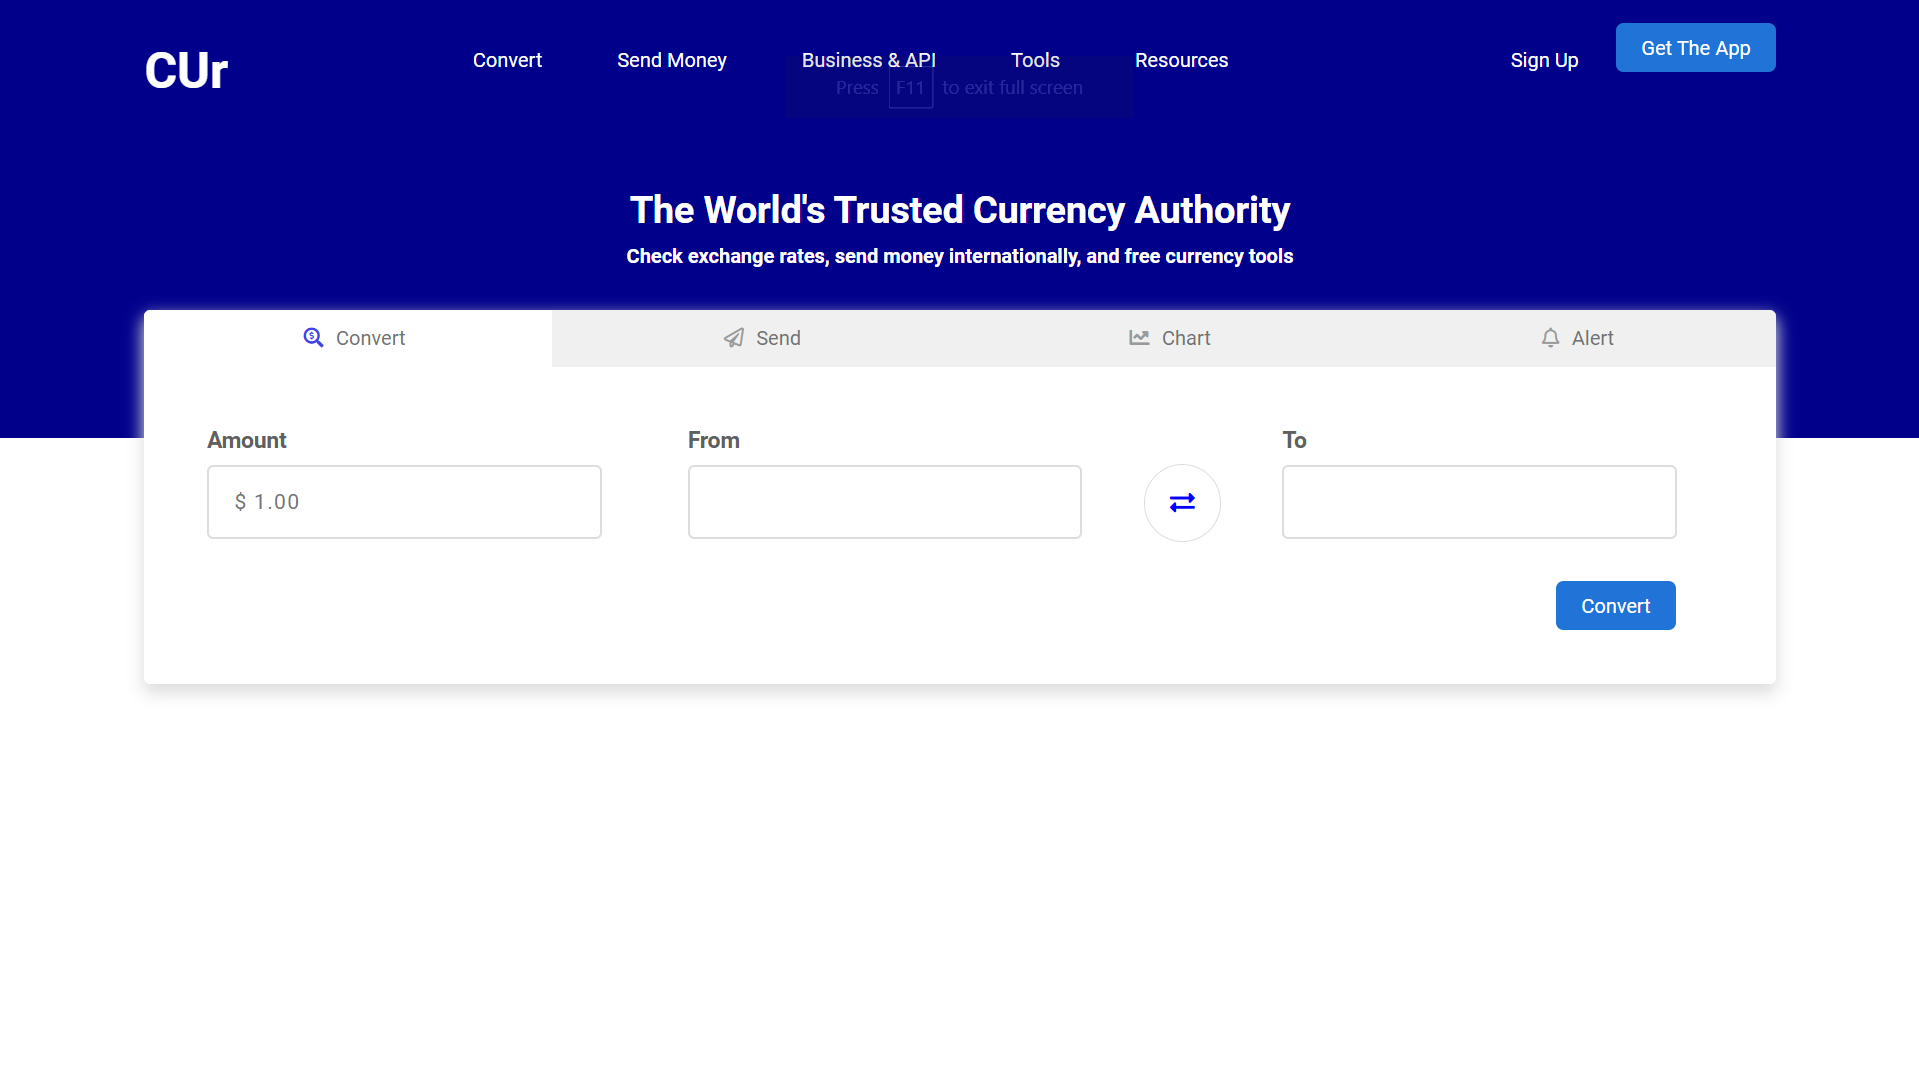 CUr
Convert
Send Money
Business & API
Tools
Resources
Sign Up
Get The App
Press F11 to exit full screen
The World's Trusted Currency Authority
Check exchange rates, send money internationally, and free currency tools
Convert
Send
Chart
Alert
Amount
From
To
$ 1.00
Convert